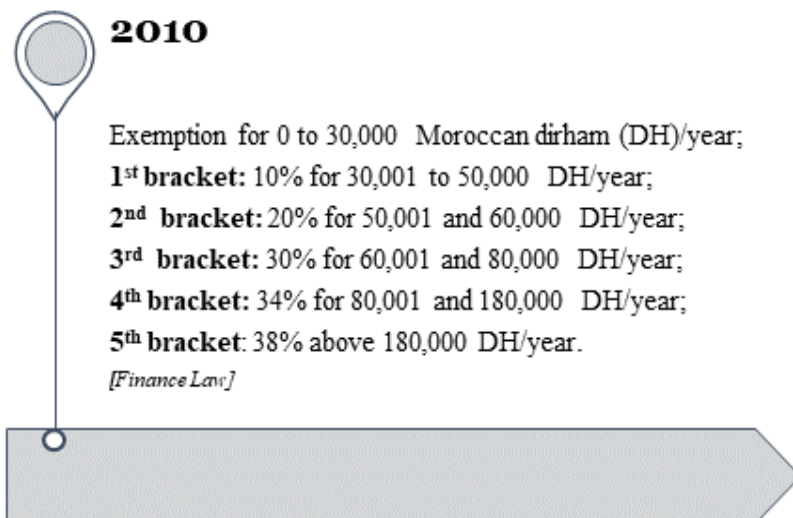 2010
Exemption for 0 to 30,000 Moroccan dirham (DH)/year;
1st bracket: 10% for 30,001 to 50,000 DH/year;
2nd bracket: 20% for 50,001 and 60,000 DH/year;
3rd bracket: 30% for 60,001 and 80,000 DH/year;
4th bracket: 34% for 80,001 and 180,000 DH/year;
5th bracket: 38% above 180,000 DH/year.
[Finance Law]